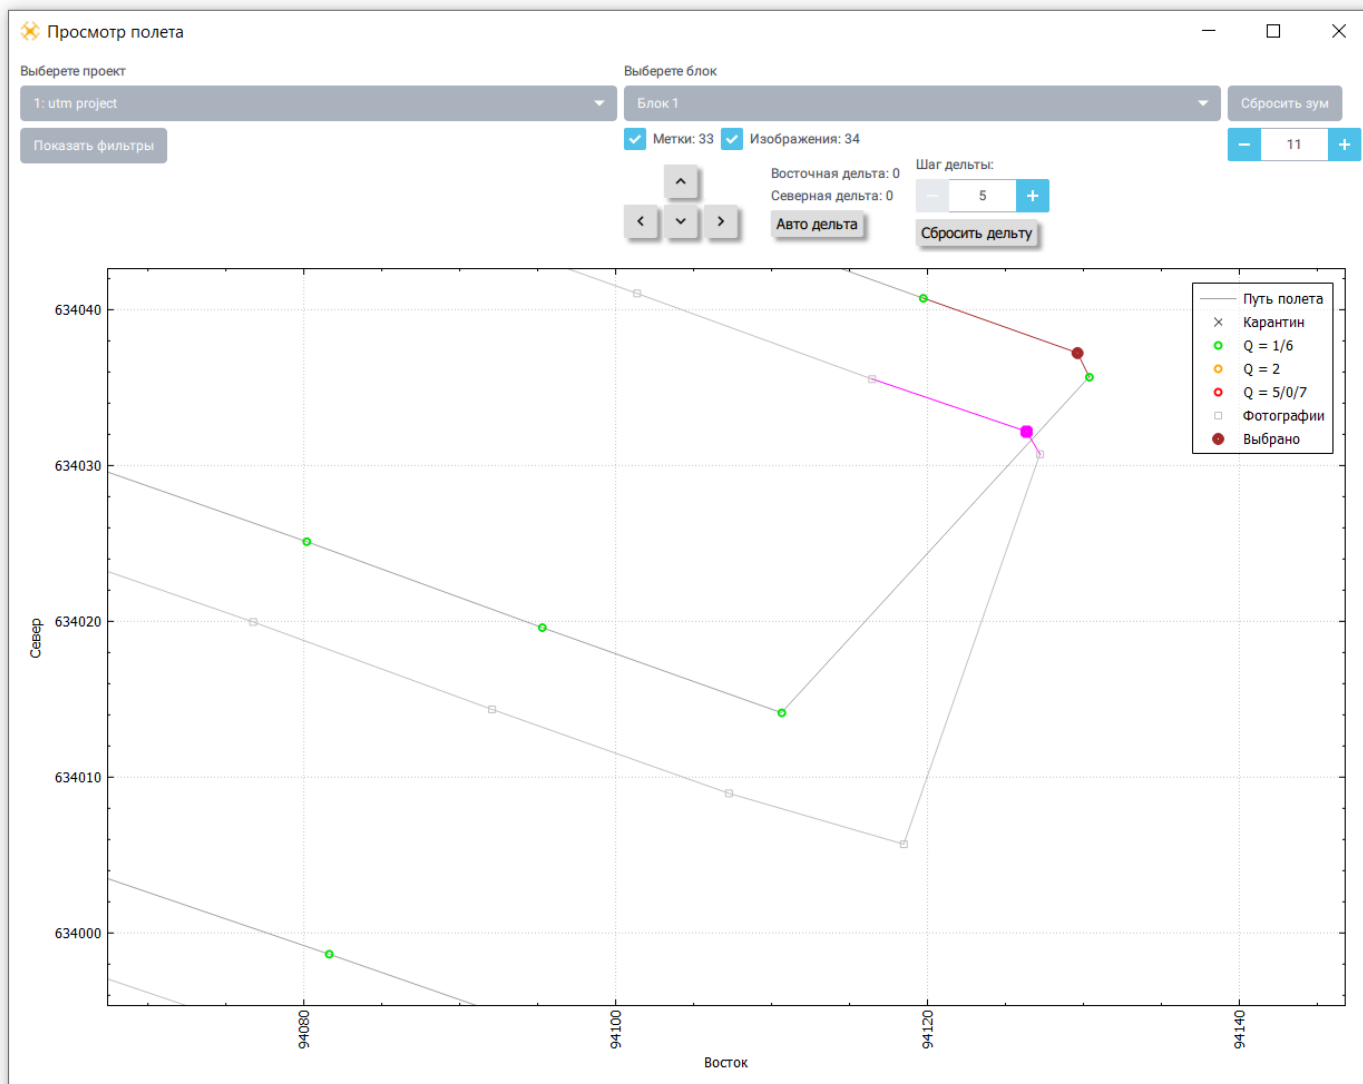 Просмотр полета
Выберете проект
Выберете блок
1: utm project
Блок 1
Сбросить зум
Показать фильтры
Метки: 33
Изображения: 34
11
Восточная дельта: 0
Северная дельта: 0
Авто дельта
Шаг дельты:
5
Сбросить дельту
Путь полета
Карантин
Q = 1/6
Q = 2
Q = 5/0/7
Фотографии
Выбрано
634040
634030
634020
634010
634000
Север
94080
94100
94120
94140
Восток